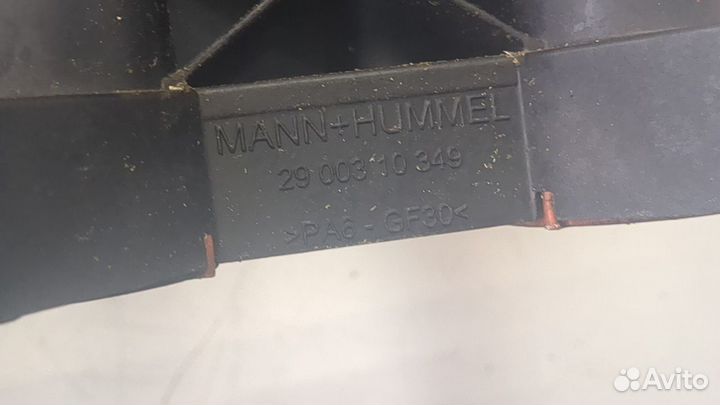 MANN+HUMMEL
29 003 10 349
>PA6 - GF30<
Avito